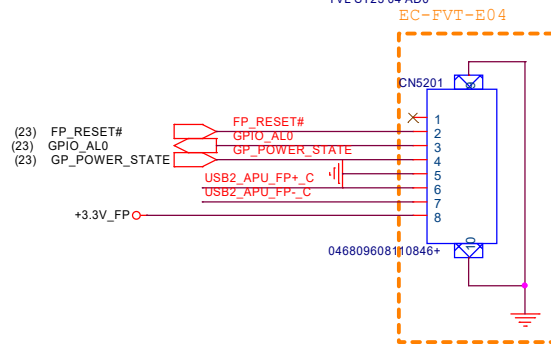 EC-FVT-E04
CN5201
9
1
(23) FP_RESET# FP_RESET# 2
(23) GPIO_AL0 GPIO_AL0 3
(23) GP_POWER_STATE GP_POWER_STATE 4
5
USB2_APU_FP+_C 6
USB2_APU_FP-_C 7
+3.3V_FP 8
046809608110846+
10